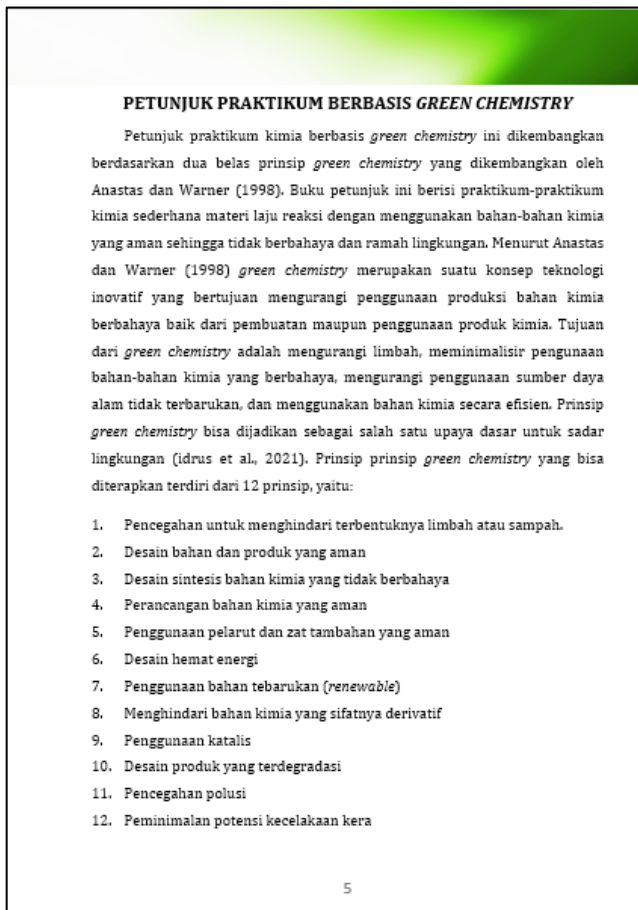 PETUNJUK PRAKTIKUM BERBASIS GREEN CHEMISTRY
Petunjuk praktikum kimia berbasis green chemistry ini dikembangkan
berdasarkan dua belas prinsip green chemistry yang dikembangkan oleh
Anastas dan Warner (1998). Buku petunjuk ini berisi praktikum-praktikum
kimia sederhana materi laju reaksi dengan menggunakan bahan-bahan kimia
yang aman sehingga tidak berbahaya dan ramah lingkungan. Menurut Anastas
dan Warner (1998) green chemistry merupakan suatu konsep teknologi
inovatif yang bertujuan mengurangi penggunaan produksi bahan kimia
berbahaya baik dari pembuatan maupun penggunaan produk kimia. Tujuan
dari green chemistry adalah mengurangi limbah, meminimalisir pengunaan
bahan-bahan kimia yang berbahaya, mengurangi penggunaan sumber daya
alam tidak terbarukan, dan menggunakan bahan kimia secara efisien. Prinsip
green chemistry bisa dijadikan sebagai salah satu upaya dasar untuk sadar
lingkungan (idrus et al., 2021). Prinsip prinsip green chemistry yang bisa
diterapkan terdiri dari 12 prinsip, yaitu:
1. Pencegahan untuk menghindari terbentuknya limbah atau sampah.
2. Desain bahan dan produk yang aman
3. Desain sintesis bahan kimia yang tidak berbahaya
4. Perancangan bahan kimia yang aman
5. Penggunaan pelarut dan zat tambahan yang aman
6. Desain hemat energi
7. Penggunaan bahan tebarukan (renewable)
8. Menghindari bahan kimia yang sifatnya derivatif
9. Penggunaan katalis
10. Desain produk yang terdegradasi
11. Pencegahan polusi
12. Peminimalan potensi kecelakaan kera
5